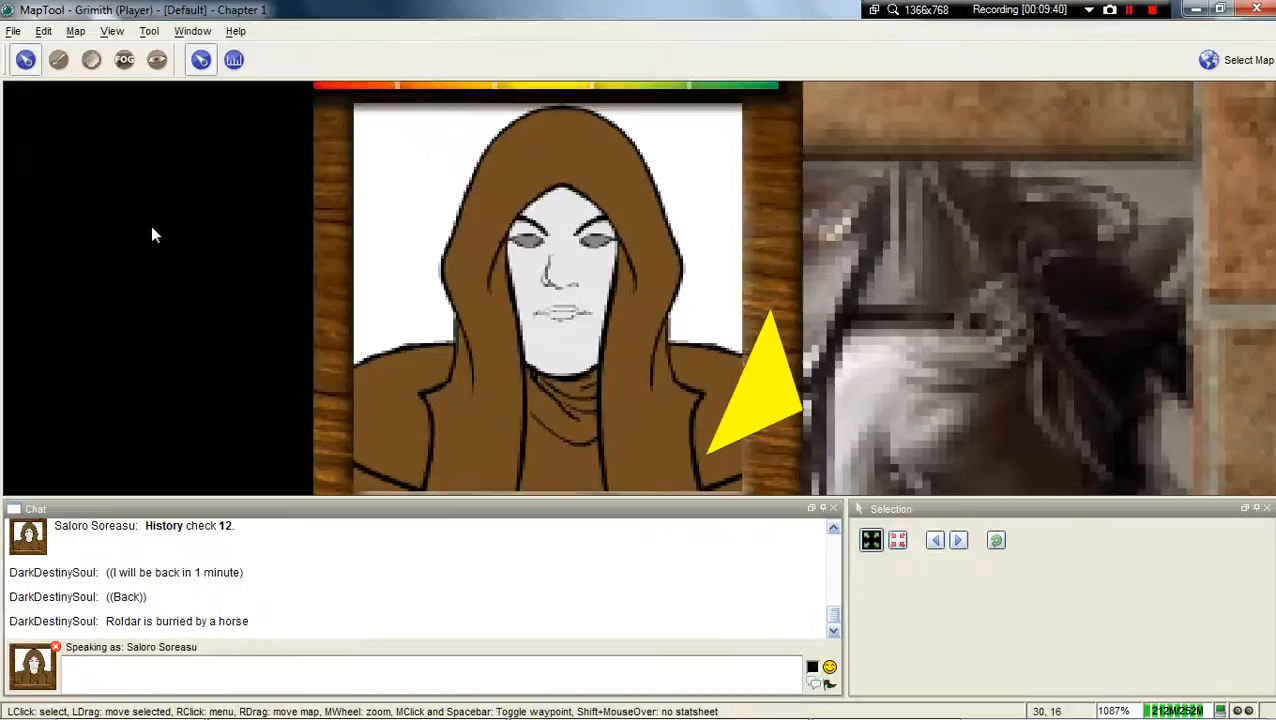 MapTool - Grimith (Player) - [Default] - Chapter 1
1366x768
Recording [00:09:40]
File Edit Map View Tool Window Help
FOG
Select Map
Chat
Selection
Saloro Soreasu: History check 12.
DarkDestinySoul: ((I will be back in 1 minute)
DarkDestinySoul: ((Back))
DarkDestinySoul: Roldar is burried by a horse
Speaking as: Saloro Soreasu
LClick: select, LDrag: move selected, RClick: menu, RDrag: move map, MWheel: zoom, MClick and Spacebar: Toggle waypoint, Shift+MouseOver: no statsheet
30, 16
1087%
212M/252M